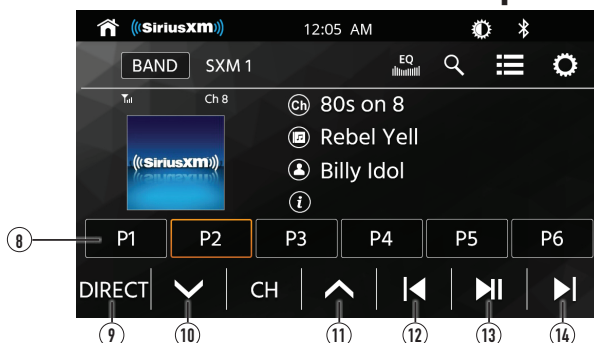 ((SiriusXM)) 12:05 AM
BAND SXM 1 EQ
Ch 8
Ch 80s on 8
Rebel Yell
((SiriusXM))
Billy Idol
i
8 P1 P2 P3 P4 P5 P6
DIRECT CH
9 10 11 12 13 14